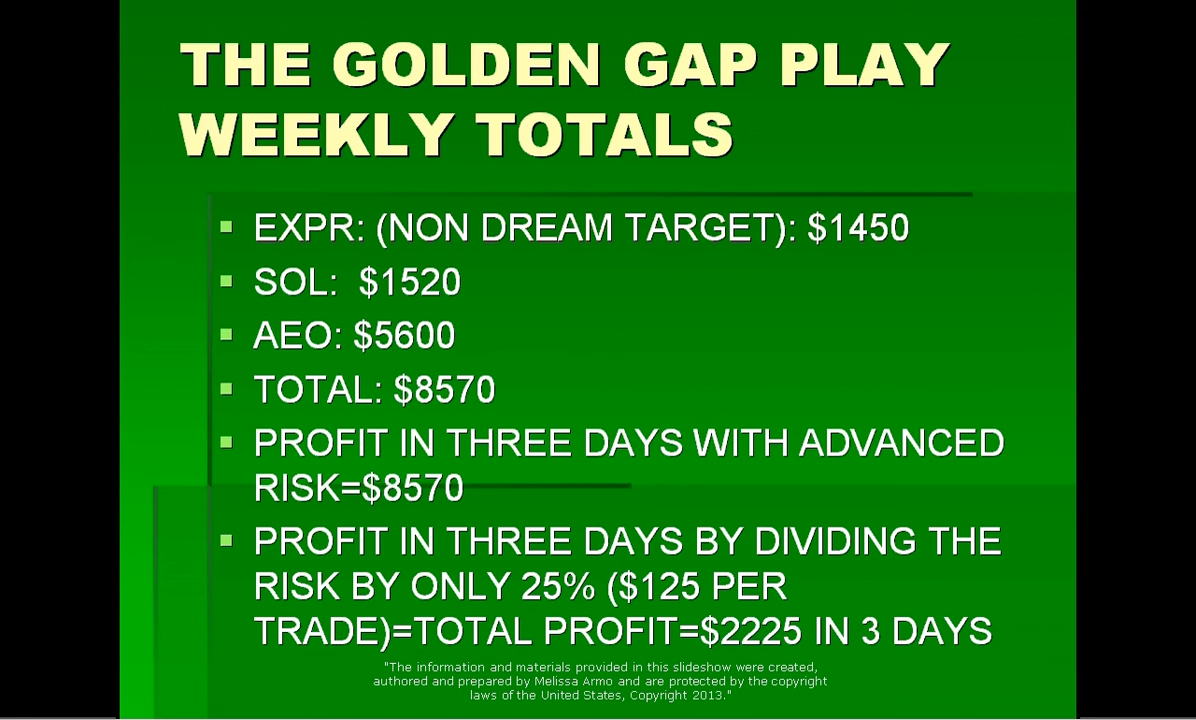 THE GOLDEN GAP PLAY
WEEKLY TOTALS
EXPR: (NON DREAM TARGET): $1450
SOL: $1520
AEO: $5600
TOTAL: $8570
PROFIT IN THREE DAYS WITH ADVANCED
RISK=$8570
PROFIT IN THREE DAYS BY DIVIDING THE
RISK BY ONLY 25% ($125 PER
TRADE)=TOTAL PROFIT=$2225 IN 3 DAYS
"The information and materials provided in this slideshow were created,
authored and prepared by Melissa Armo and are protected by the copyright
laws of the United States, Copyright 2013."